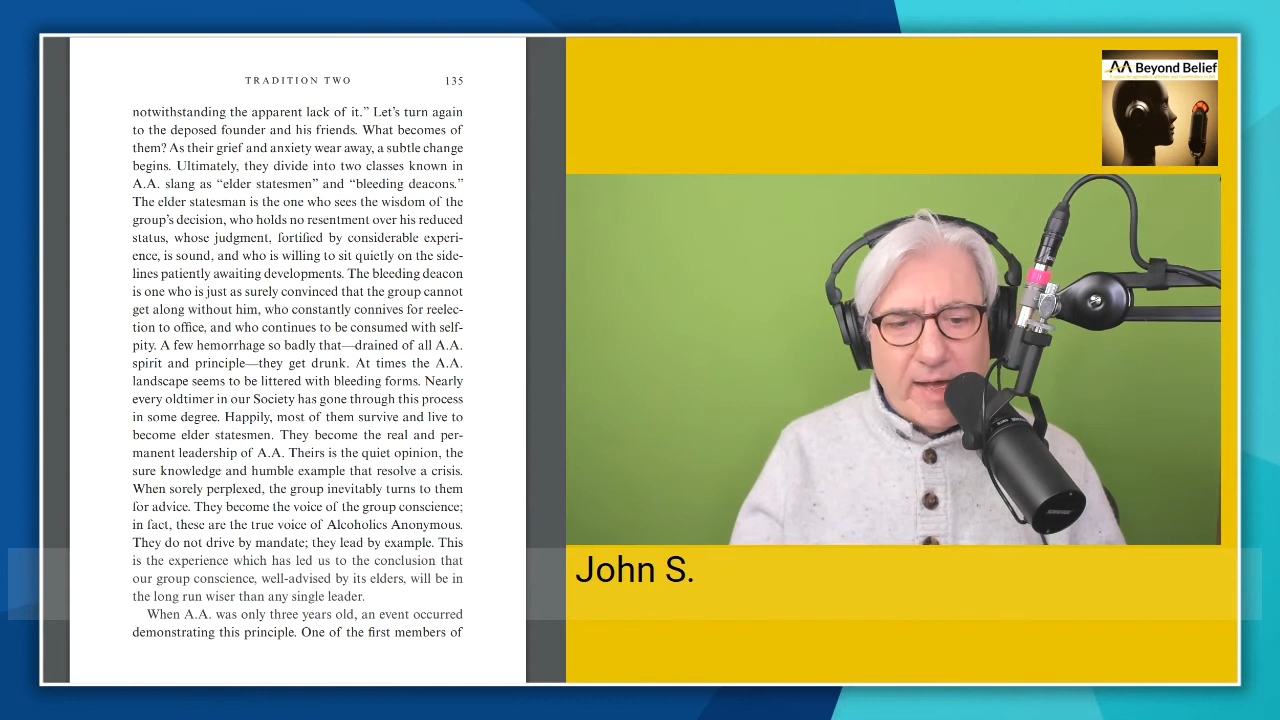 TRADITION TWO 135
notwithstanding the apparent lack of it.” Let’s turn again
to the deposed founder and his friends. What becomes of
them? As their grief and anxiety wear away, a subtle change
begins. Ultimately, they divide into two classes known in
A.A. slang as “elder statesmen” and “bleeding deacons.”
The elder statesman is the one who sees the wisdom of the
group’s decision, who holds no resentment over his reduced
status, whose judgment, fortified by considerable experi-
ence, is sound, and who is willing to sit quietly on the side-
lines patiently awaiting developments. The bleeding deacon
is one who is just as surely convinced that the group cannot
get along without him, who constantly connives for reelec-
tion to office, and who continues to be consumed with self-
pity. A few hemorrhage so badly that—drained of all A.A.
spirit and principle—they get drunk. At times the A.A.
landscape seems to be littered with bleeding forms. Nearly
every oldtimer in our Society has gone through this process
in some degree. Happily, most of them survive and live to
become elder statesmen. They become the real and per-
manent leadership of A.A. Theirs is the quiet opinion, the
sure knowledge and humble example that resolve a crisis.
When sorely perplexed, the group inevitably turns to them
for advice. They become the voice of the group conscience;
in fact, these are the true voice of Alcoholics Anonymous.
They do not drive by mandate; they lead by example. This
is the experience which has led us to the conclusion that
our group conscience, well-advised by its elders, will be in
the long run wiser than any single leader.
When A.A. was only three years old, an event occurred
demonstrating this principle. One of the first members of
AA Beyond Belief
John S.